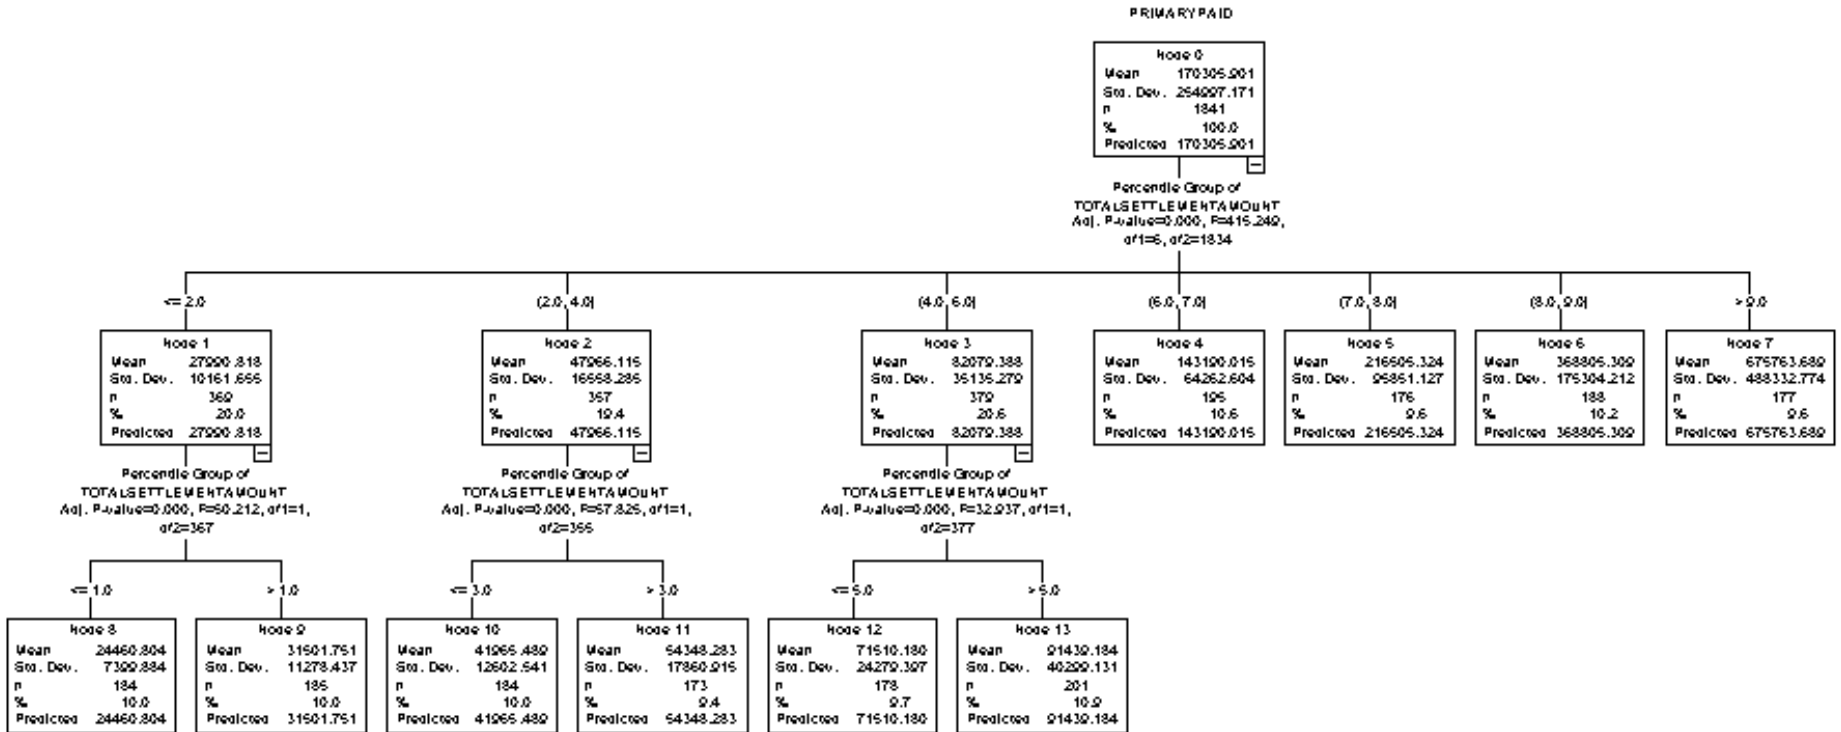 PRIMARYPAID
Node 0
Mean 170305.901
Std. Dev. 254997.171
n 1841
% 100.0
Predicted 170305.901
Percentile Group of
TOTALSETTLEMENTAMOUNT
Adj. P-value=0.000, F=415.249,
df1=6, df2=1834
<= 2.0
(2.0, 4.0]
(4.0, 6.0]
(6.0, 7.0]
(7.0, 8.0]
(8.0, 9.0]
> 9.0
Node 1
Mean 27990.818
Std. Dev. 10161.655
n 369
% 20.0
Predicted 27990.818
Node 2
Mean 47966.115
Std. Dev. 16558.285
n 357
% 19.4
Predicted 47966.115
Node 3
Mean 82079.388
Std. Dev. 35135.279
n 379
% 20.6
Predicted 82079.388
Node 4
Mean 143190.015
Std. Dev. 64262.604
n 195
% 10.6
Predicted 143190.015
Node 5
Mean 216505.324
Std. Dev. 95851.127
n 176
% 9.6
Predicted 216505.324
Node 6
Mean 368805.309
Std. Dev. 175304.212
n 188
% 10.2
Predicted 368805.309
Node 7
Mean 675763.689
Std. Dev. 488332.774
n 177
% 9.6
Predicted 675763.689
Percentile Group of
TOTALSETTLEMENTAMOUNT
Adj. P-value=0.000, F=50.212, df1=1,
df2=367
Percentile Group of
TOTALSETTLEMENTAMOUNT
Adj. P-value=0.000, F=57.825, df1=1,
df2=355
Percentile Group of
TOTALSETTLEMENTAMOUNT
Adj. P-value=0.000, F=32.937, df1=1,
df2=377
<= 1.0
> 1.0
<= 3.0
> 3.0
<= 5.0
> 5.0
Node 8
Mean 24460.804
Std. Dev. 7399.884
n 184
% 10.0
Predicted 24460.804
Node 9
Mean 31501.751
Std. Dev. 11278.437
n 185
% 10.0
Predicted 31501.751
Node 10
Mean 41965.489
Std. Dev. 12602.541
n 184
% 10.0
Predicted 41965.489
Node 11
Mean 54348.283
Std. Dev. 17860.915
n 173
% 9.4
Predicted 54348.283
Node 12
Mean 71510.180
Std. Dev. 24279.397
n 178
% 9.7
Predicted 71510.180
Node 13
Mean 91439.184
Std. Dev. 40299.131
n 201
% 10.9
Predicted 91439.184